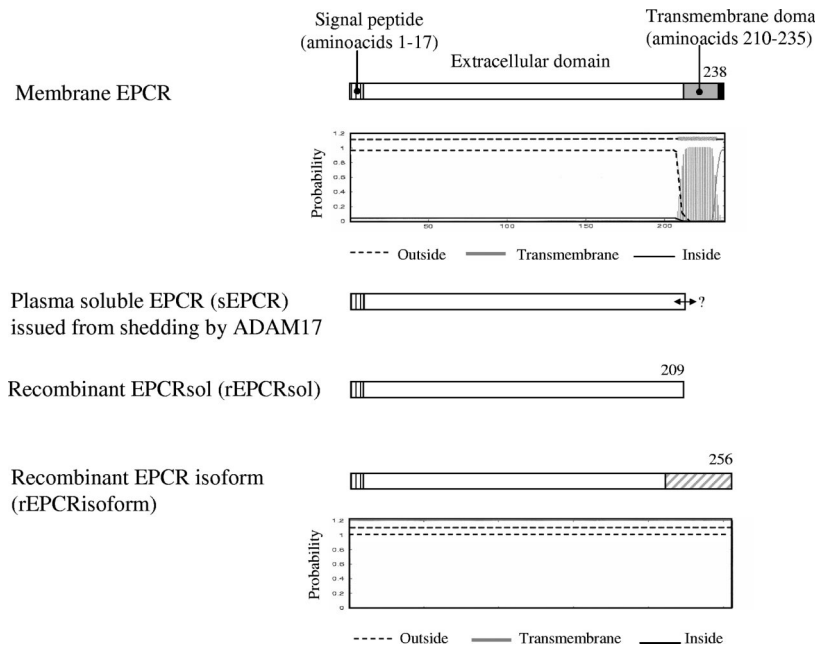 Signal peptide
(aminoacids 1-17)
Transmembrane doma
(aminoacids 210-235)
Extracellular domain
238
Membrane EPCR
Probability
1.2
1
0.8
0.6
0.4
0.2
0
50
100
150
200
Outside
Transmembrane
Inside
Plasma soluble EPCR (sEPCR)
issued from shedding by ADAM17
?
209
Recombinant EPCRsol (rEPCRsol)
256
Recombinant EPCR isoform
(rEPCRisoform)
Probability
1.2
1
0.8
0.6
0.4
0.2
0
Outside
Transmembrane
Inside